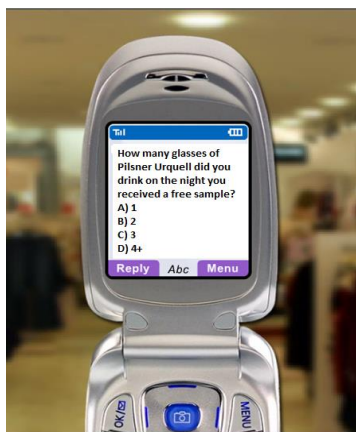 How many glasses of
Pilsner Urquell did you
drink on the night you
received a free sample?
A) 1
B) 2
C) 3
D) 4+
Reply Abc Menu
OK/✉ MENU